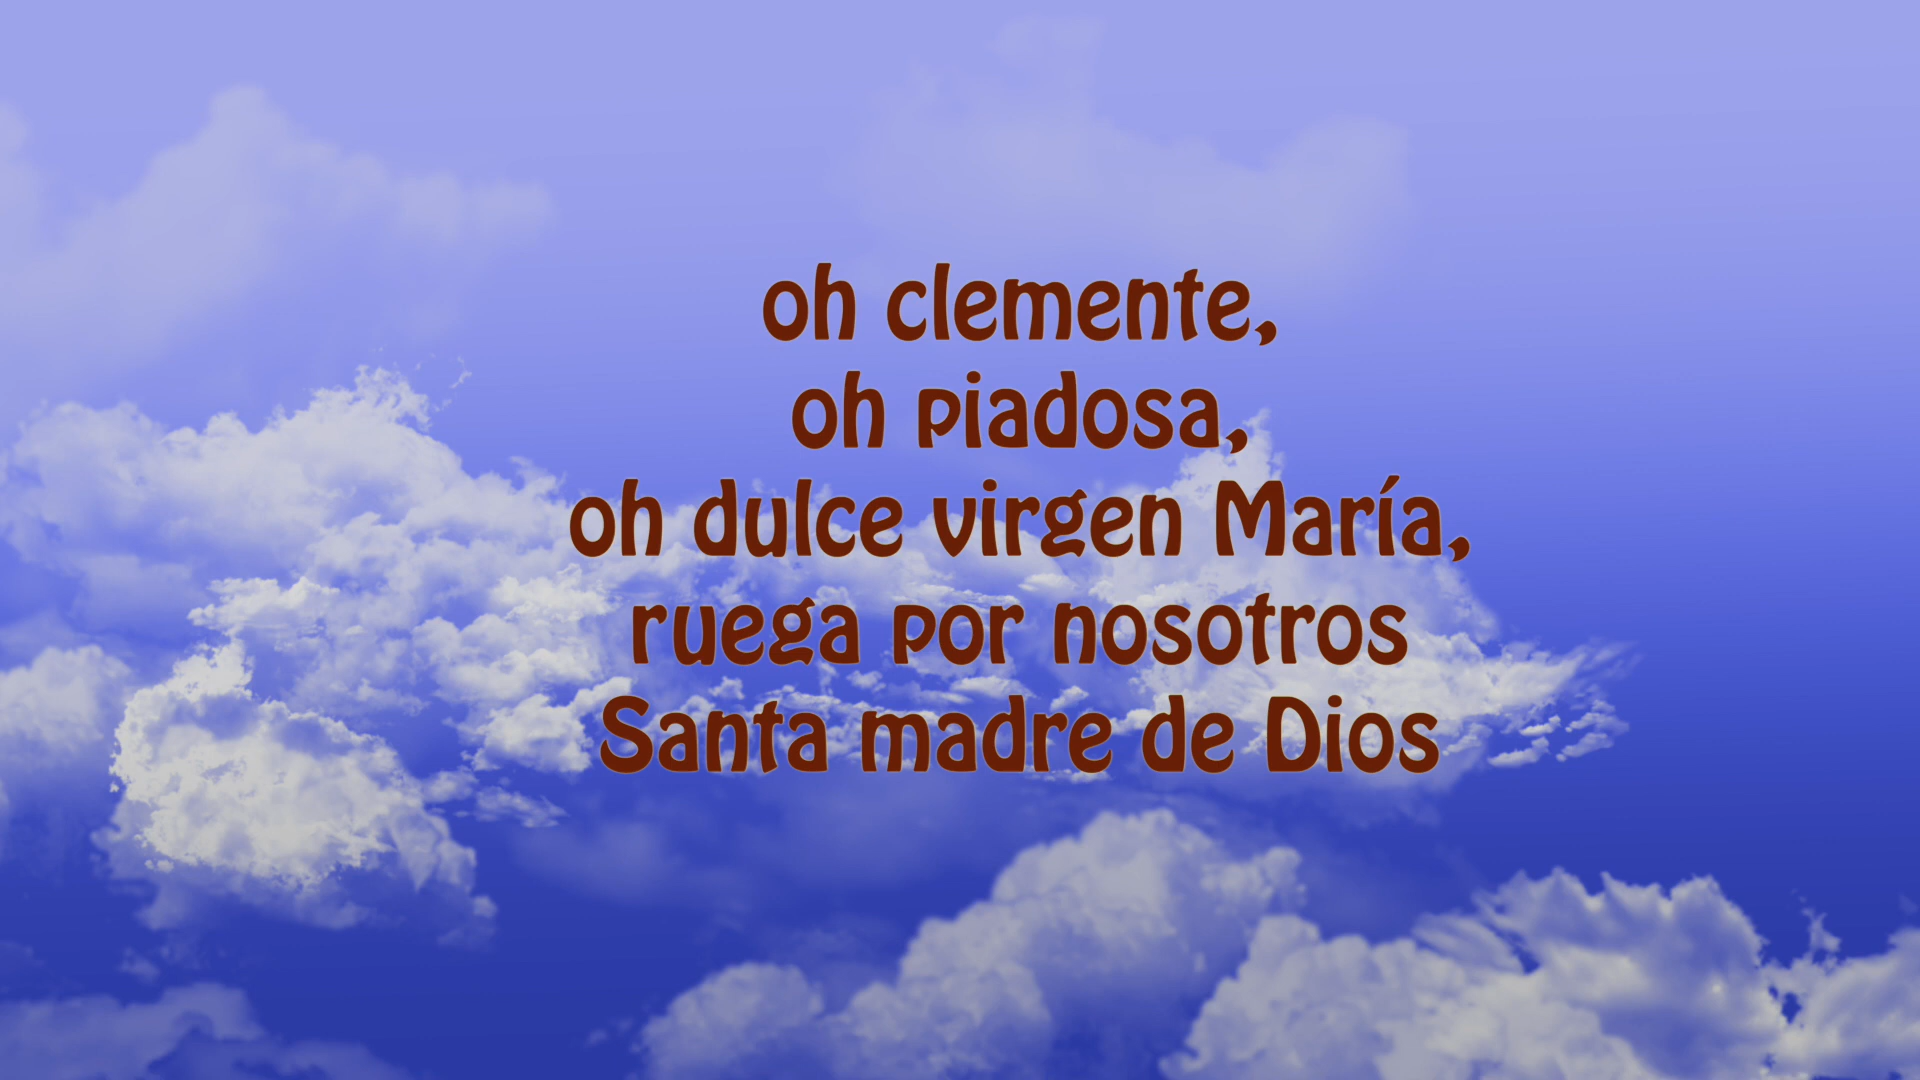 oh clemente,
oh piadosa,
oh dulce virgen María,
ruega por nosotros
Santa madre de Dios